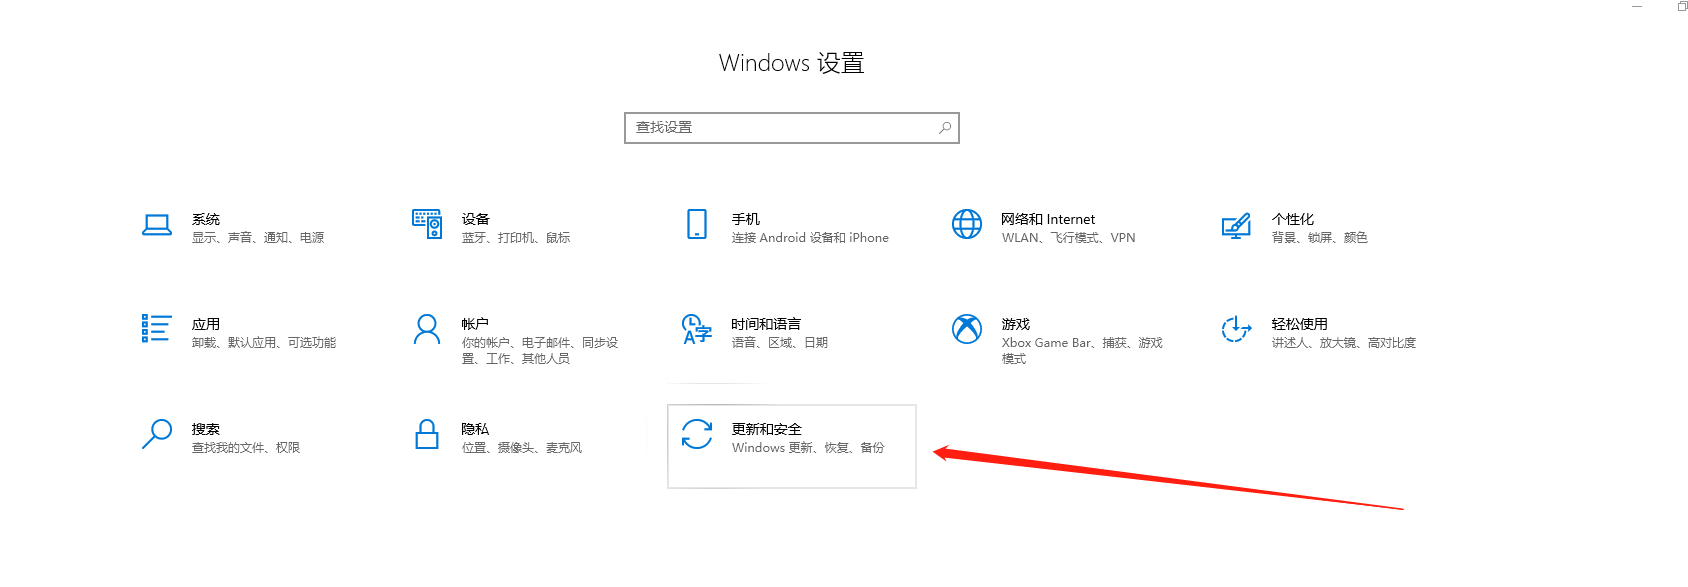 Windows 设置
查找设置
系统
显示、声音、通知、电源
设备
蓝牙、打印机、鼠标
手机
连接 Android 设备和 iPhone
网络和 Internet
WLAN、飞行模式、VPN
个性化
背景、锁屏、颜色
应用
卸载、默认应用、可选功能
帐户
你的帐户、电子邮件、同步设
置、工作、其他人员
时间和语言
语音、区域、日期
游戏
Xbox Game Bar、捕获、游戏
模式
轻松使用
讲述人、放大镜、高对比度
搜索
查找我的文件、权限
隐私
位置、摄像头、麦克风
更新和安全
Windows 更新、恢复、备份